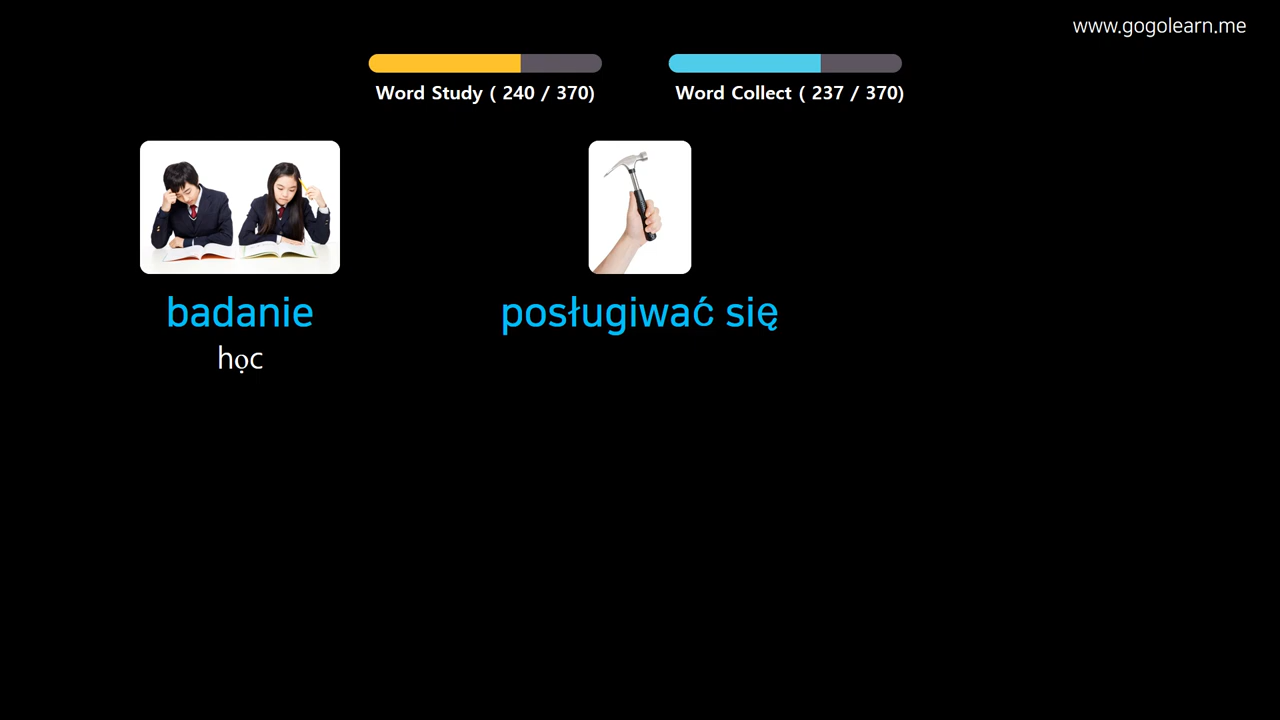 www.gogolearn.me
Word Study ( 240 / 370)
Word Collect ( 237 / 370)
badanie
học
posługiwać się